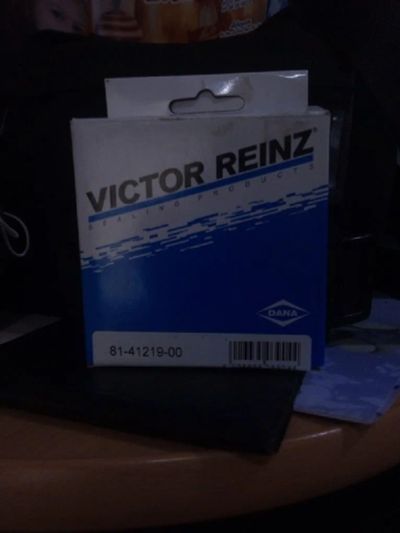 VICTOR REINZ®
SEALING PRODUCTS
DANA
81-41219-00